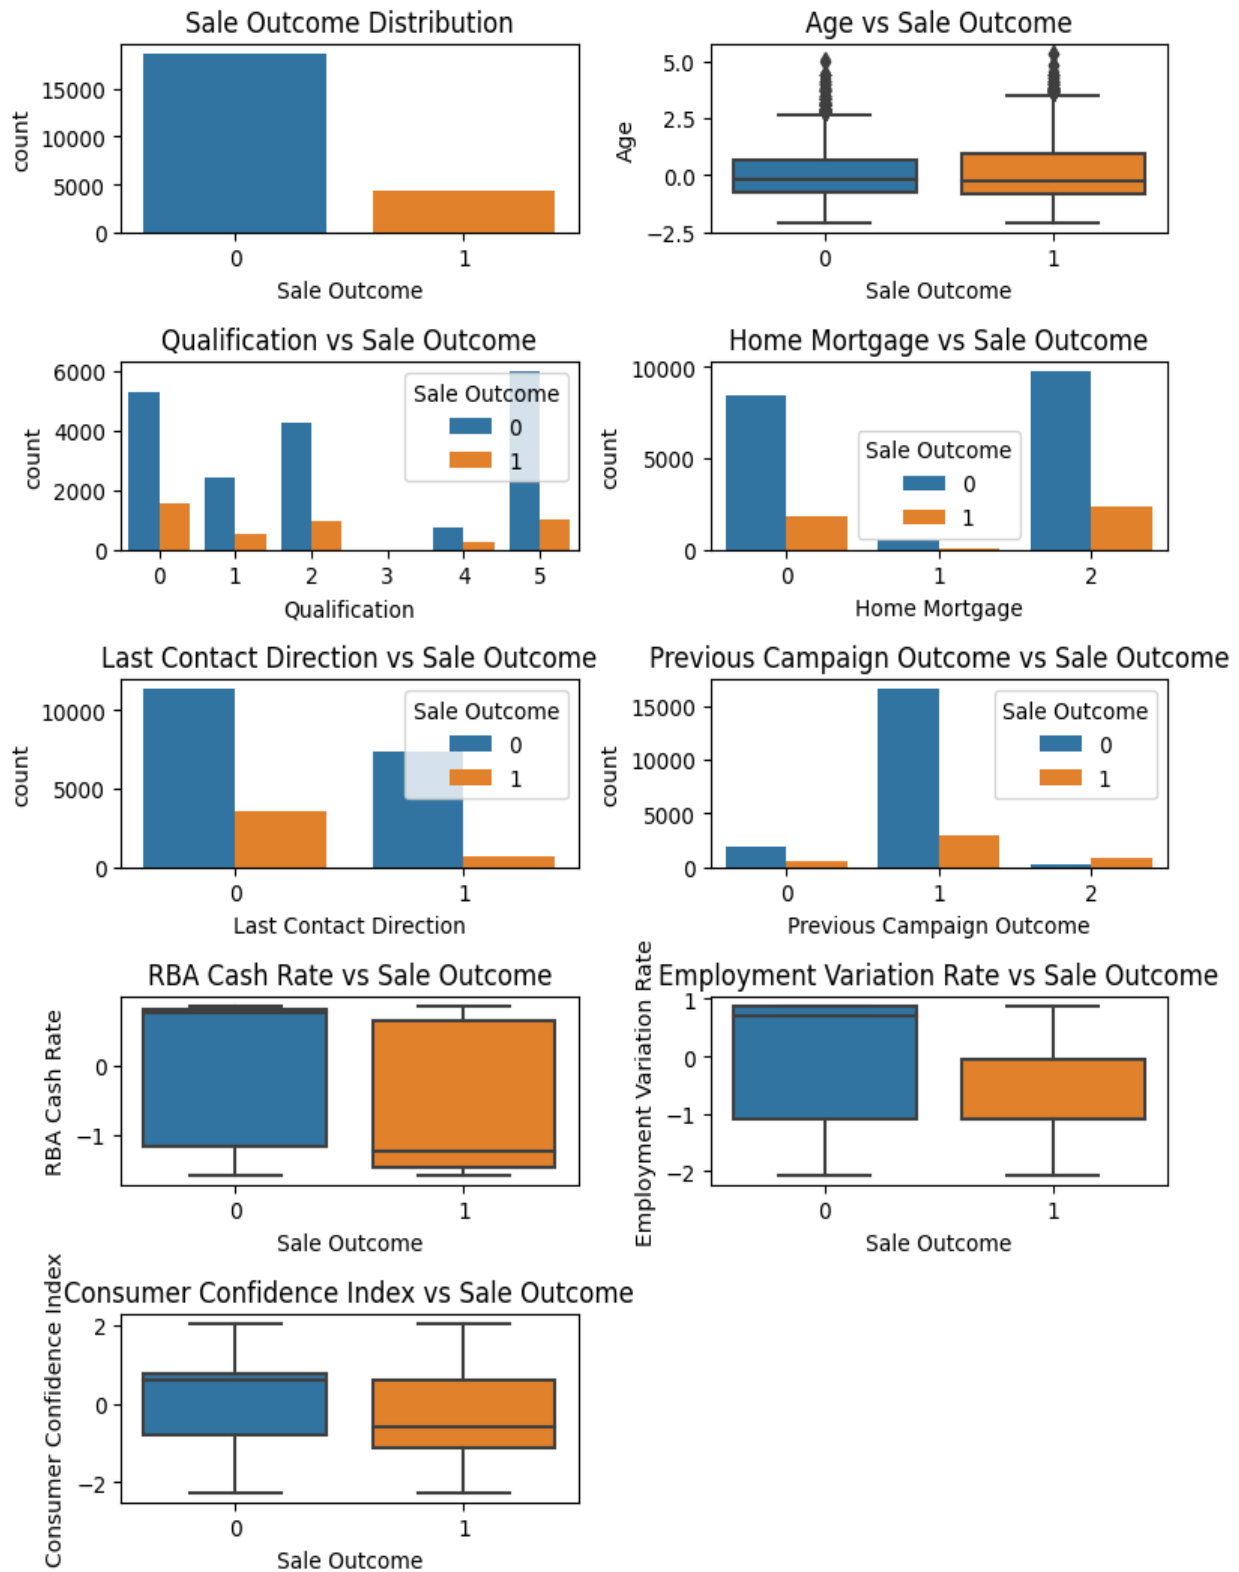 Sale Outcome Distribution
count
15000
10000
5000
0
0 1
Sale Outcome
Age vs Sale Outcome
Age
5.0
2.5
0.0
−2.5
0 1
Sale Outcome
Qualification vs Sale Outcome
count
6000
4000
2000
0
Sale Outcome
0
1
0 1 2 3 4 5
Qualification
Home Mortgage vs Sale Outcome
count
10000
5000
0
Sale Outcome
0
1
0 1 2
Home Mortgage
Last Contact Direction vs Sale Outcome
count
10000
5000
0
Sale Outcome
0
1
0 1
Last Contact Direction
Previous Campaign Outcome vs Sale Outcome
count
15000
10000
5000
0
Sale Outcome
0
1
0 1 2
Previous Campaign Outcome
RBA Cash Rate vs Sale Outcome
RBA Cash Rate
0
−1
0 1
Sale Outcome
Employment Variation Rate vs Sale Outcome
Employment Variation Rate
1
0
−1
−2
0 1
Sale Outcome
Consumer Confidence Index vs Sale Outcome
Consumer Confidence Index
2
0
−2
0 1
Sale Outcome